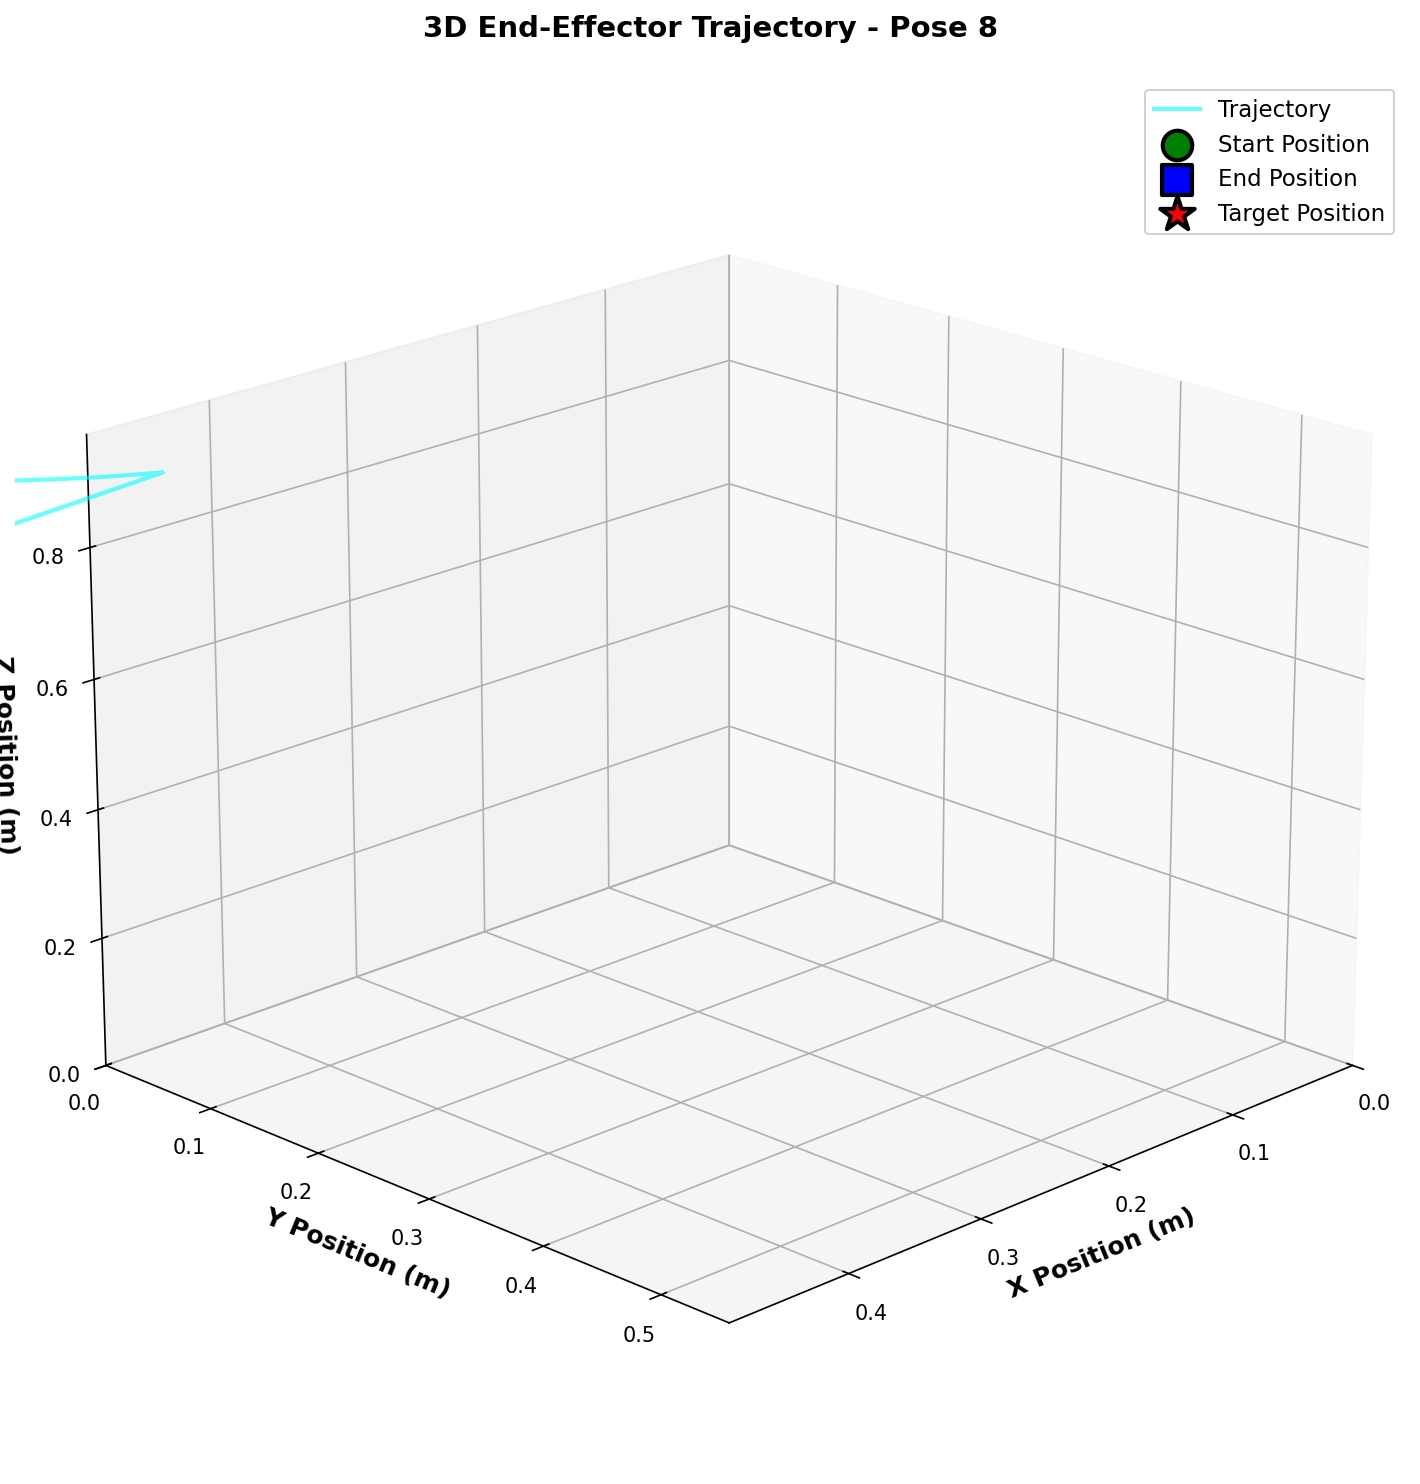 3D End-Effector Trajectory - Pose 8
Trajectory
Start Position
End Position
Target Position
0.8
0.6
0.4
0.2
0.0
Z Position (m)
0.0
0.1
0.2
0.3
0.4
0.5
Y Position (m)
0.0
0.1
0.2
0.3
0.4
X Position (m)